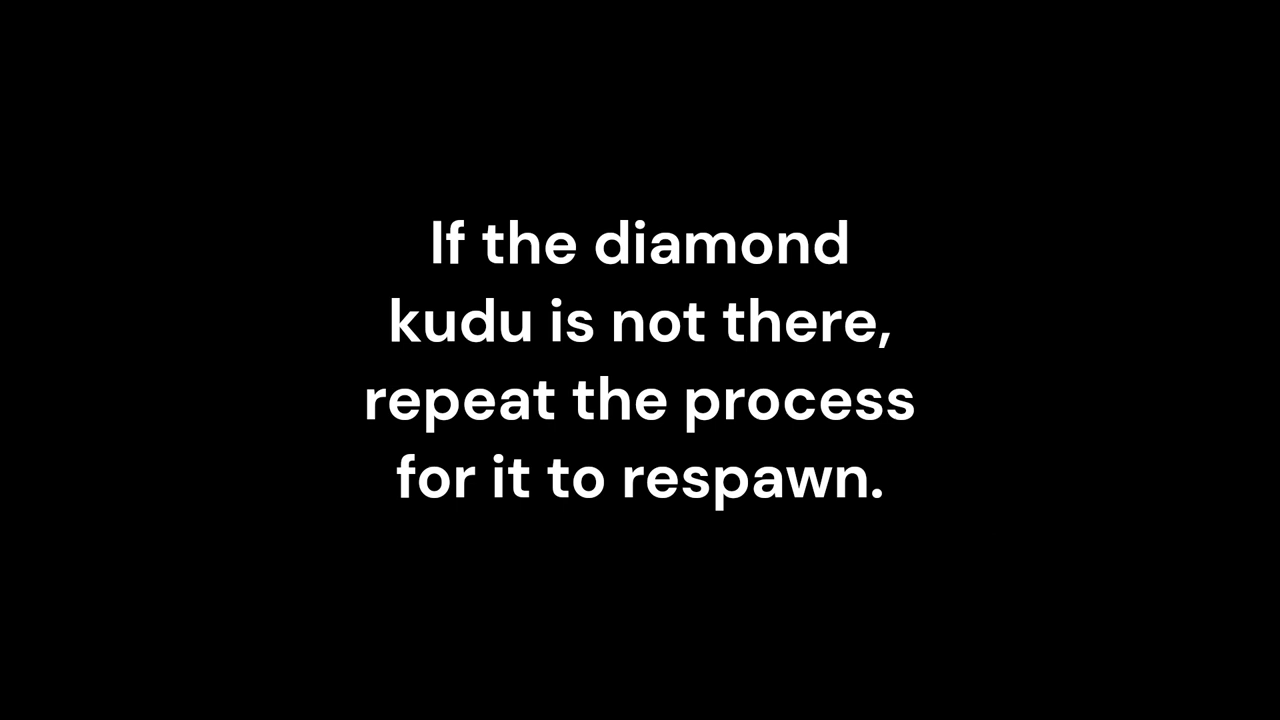 If the diamond
kudu is not there,
repeat the process
for it to respawn.